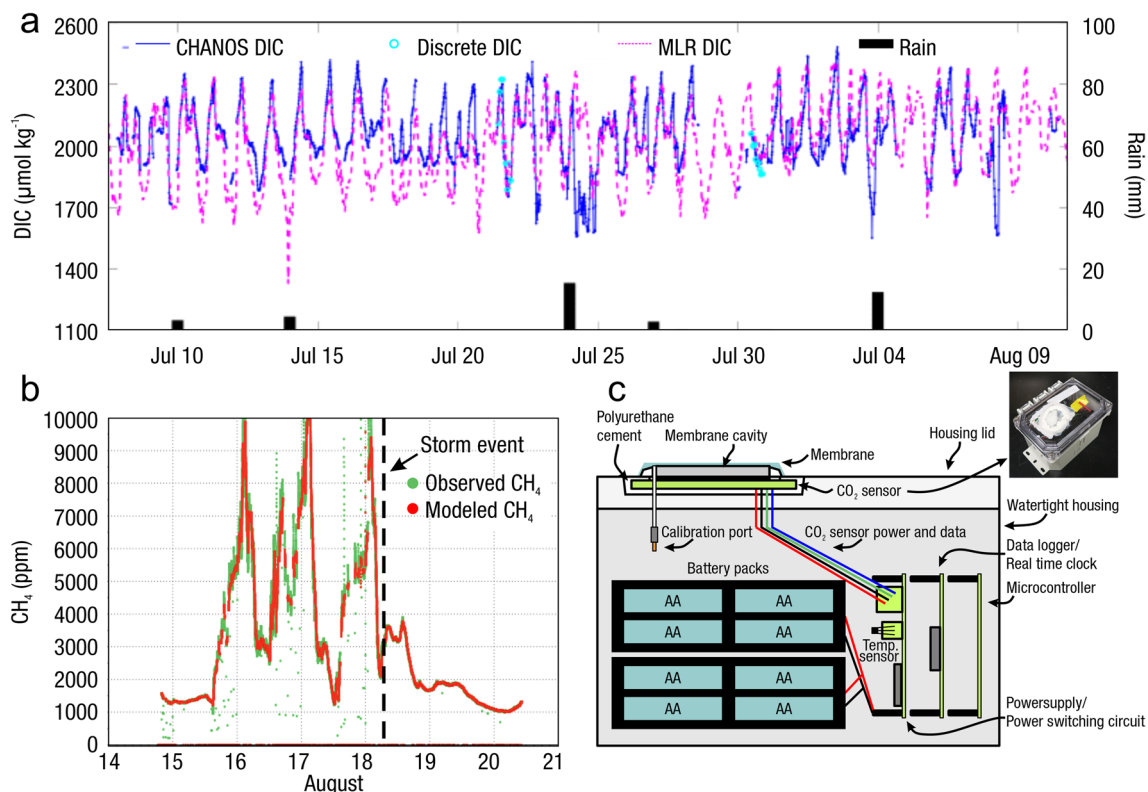 a
2600
2300
2000
1700
1400
1100
DIC (μmol kg⁻¹)
CHANOS DIC
Discrete DIC
MLR DIC
Rain
100
80
60
40
20
0
Rain (mm)
Jul 10
Jul 15
Jul 20
Jul 25
Jul 30
Jul 04
Aug 09
b
10000
9000
8000
7000
6000
5000
4000
3000
2000
1000
0
CH₄ (ppm)
Storm event
Observed CH₄
Modeled CH₄
14
15
16
17
18
19
20
21
August
c
Polyurethane
cement
Membrane cavity
Membrane
Housing lid
CO₂ sensor
Watertight housing
Calibration port
CO₂ sensor power and data
Data logger/
Real time clock
Battery packs
Microcontroller
AA
AA
AA
AA
Temp.
sensor
AA
AA
AA
AA
Powersupply/
Power switching circuit